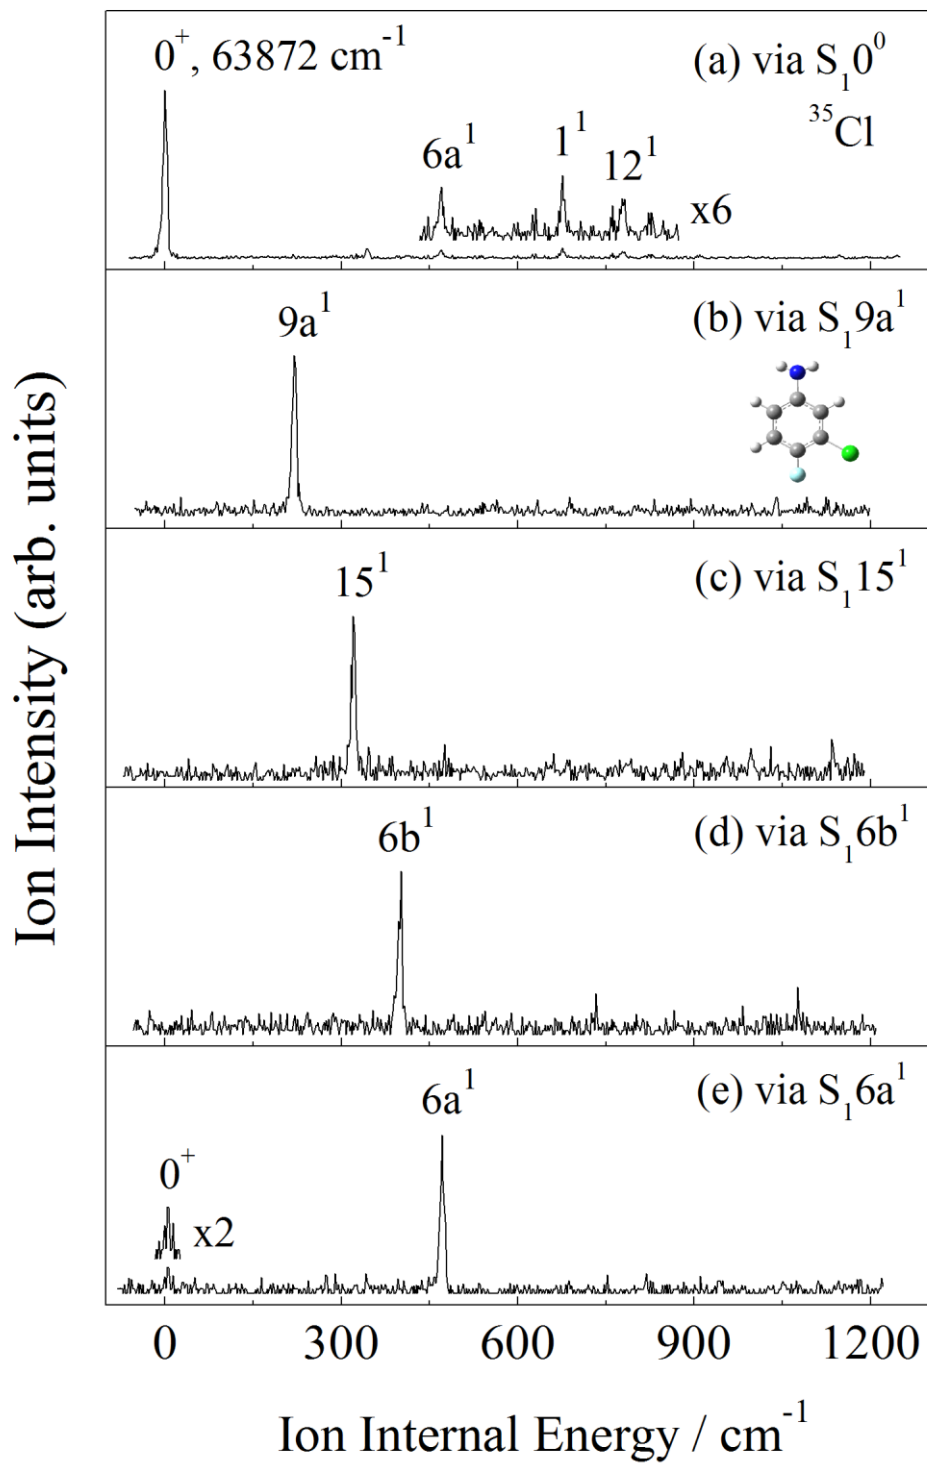 0⁺, 63872 cm⁻¹
(a) via S₁0⁰
³⁵Cl
6a¹
1¹
12¹
x6
9a¹
(b) via S₁9a¹
15¹
(c) via S₁15¹
6b¹
(d) via S₁6b¹
6a¹
(e) via S₁6a¹
0⁺
x2
0 300 600 900 1200
Ion Internal Energy / cm⁻¹
Ion Intensity (arb. units)